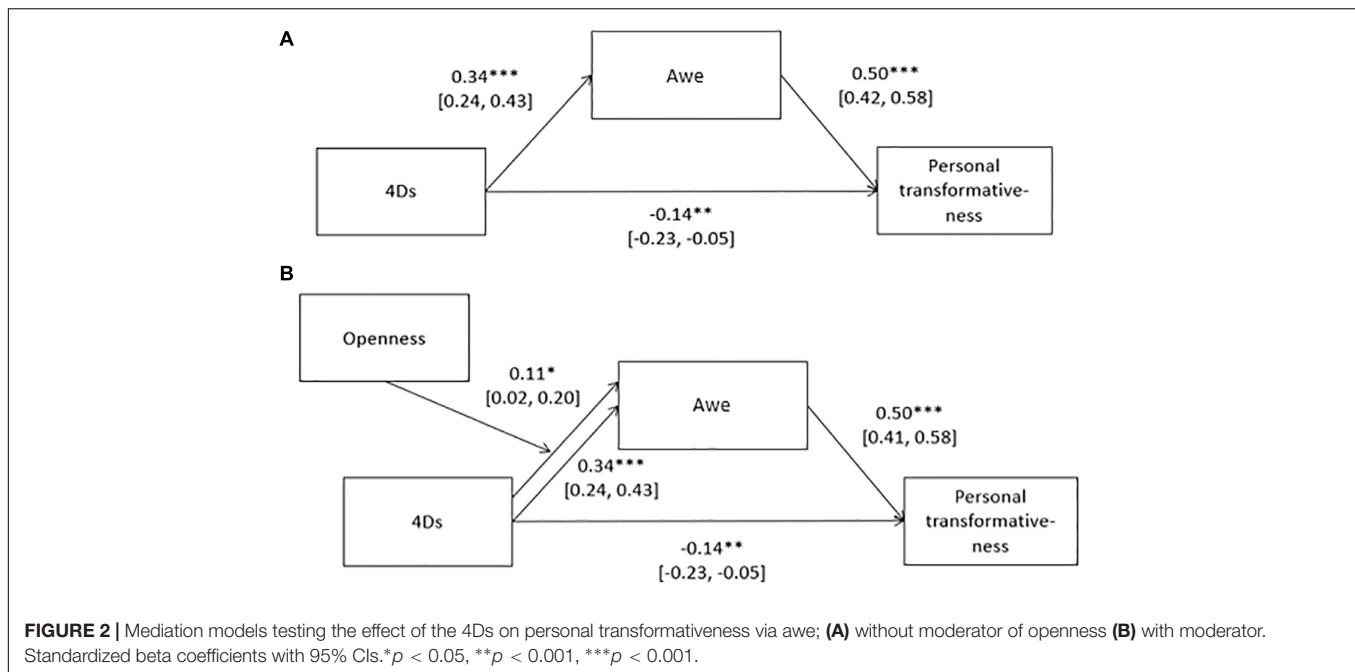 A
0.34***
[0.24, 0.43]
Awe
0.50***
[0.42, 0.58]
4Ds
Personal
transformative-
ness
-0.14**
[-0.23, -0.05]
B
Openness
0.11*
[0.02, 0.20]
Awe
0.50***
[0.41, 0.58]
0.34***
[0.24, 0.43]
4Ds
Personal
transformative-
ness
-0.14**
[-0.23, -0.05]
FIGURE 2 | Mediation models testing the effect of the 4Ds on personal transformativeness via awe; (A) without moderator of openness (B) with moderator.
Standardized beta coefficients with 95% CIs.*p < 0.05, **p < 0.001, ***p < 0.001.